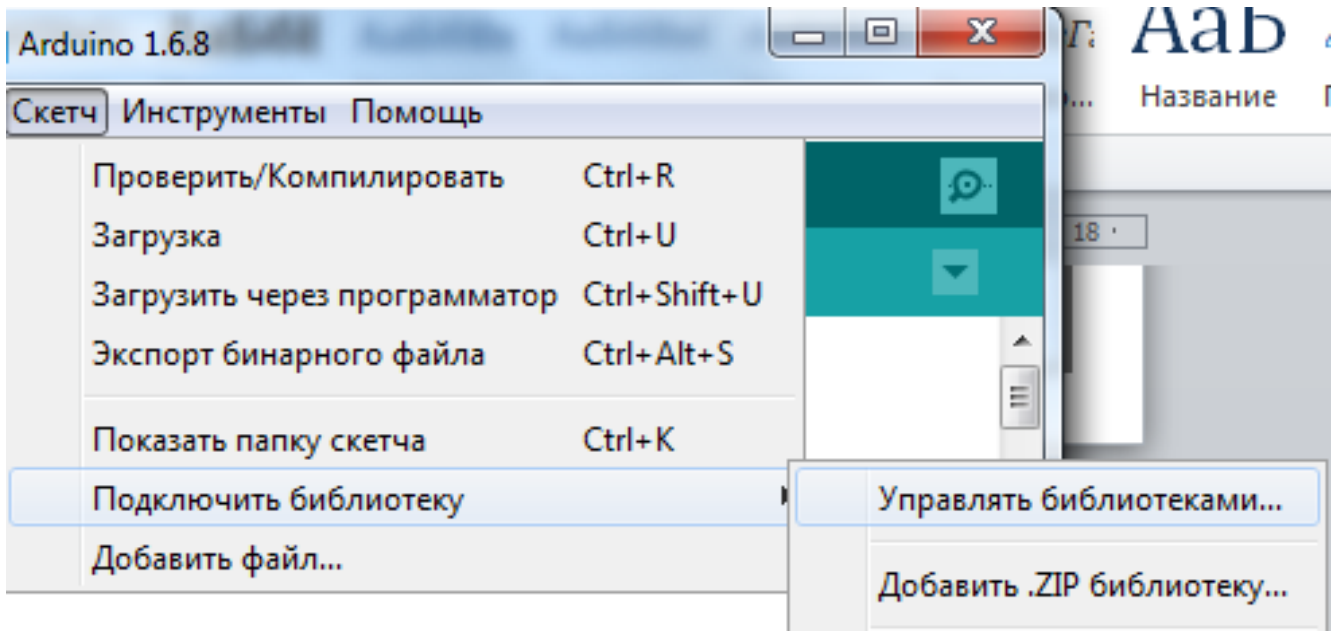 Arduino 1.6.8
АаБ
Название
Скетч Инструменты Помощь
Проверить/Компилировать Ctrl+R
Загрузка Ctrl+U
18
Загрузить через программатор Ctrl+Shift+U
Экспорт бинарного файла Ctrl+Alt+S
Показать папку скетча Ctrl+K
Подключить библиотеку
Управлять библиотеками...
Добавить файл...
Добавить .ZIP библиотеку...